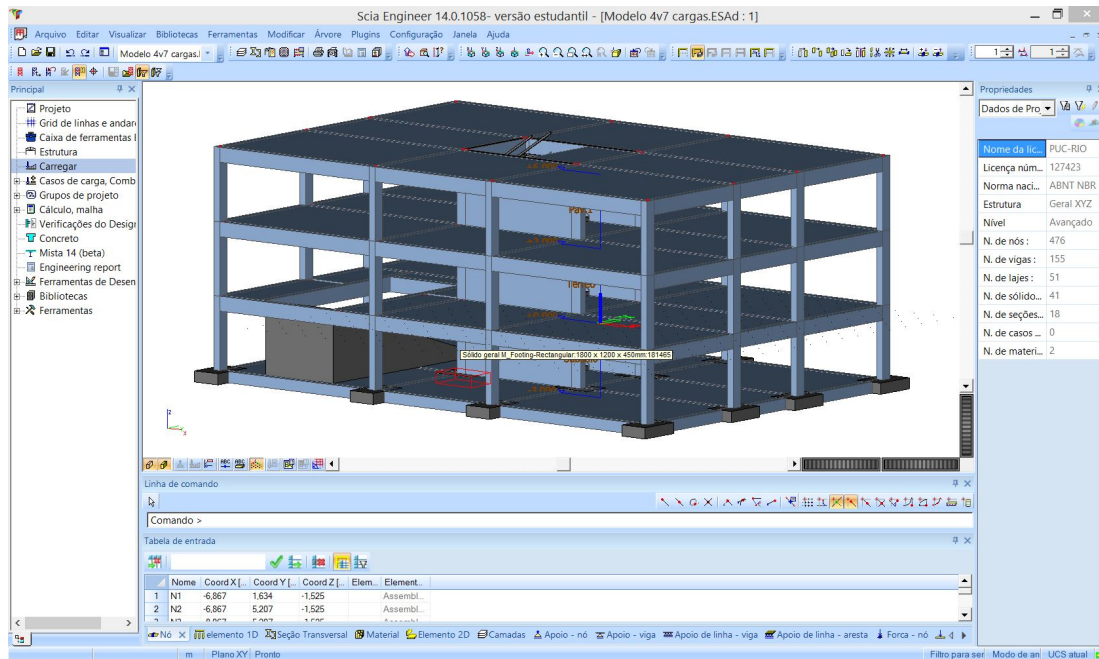 Scia Engineer 14.0.1058- versão estudantil - [Modelo 4v7 cargas.ESAd : 1]
Arquivo Editar Visualizar Bibliotecas Ferramentas Modificar Árvore Plugins Configuração Janela Ajuda
Modelo 4v7 cargas.l
1
1
Principal
Projeto
Grid de linhas e andar
Caixa de ferramentas I
Estrutura
Carregar
Casos de carga, Comb
Grupos de projeto
Cálculo, malha
Verificações do Design
Concreto
Mista 14 (beta)
Engineering report
Ferramentas de Desen
Bibliotecas
Ferramentas
Sólido geral M_Footing-Rectangular:1800 x 1200 x 450mm:181465
z
x
Propriedades
Dados de Pro
Nome da lic... PUC-RIO
Licença núm... 127423
Norma naci... ABNT NBR
Estrutura Geral XYZ
Nível Avançado
N. de nós : 476
N. de vigas : 155
N. de lajes : 51
N. de sólido... 41
N. de seções... 18
N. de casos ... 0
N. de materi... 2
Linha de comando
Comando >
Tabela de entrada
Nome Coord X [... Coord Y [... Coord Z [... Elem... Element...
1 N1 -6,867 1,634 -1,525 Assembl...
2 N2 -6,867 5,207 -1,525 Assembl...
Nó elemento 1D Seção Transversal Material Elemento 2D Camadas Apoio - nó Apoio - viga Apoio de linha - viga Apoio de linha - aresta Forca - nó
m Plano XY Pronto Filtro para ser Modo de an UCS atual